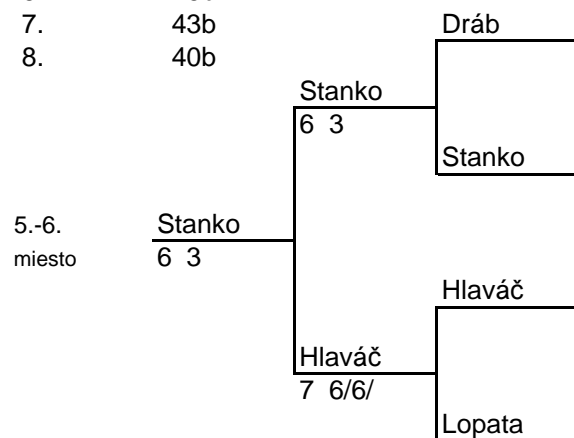 7. 43b
8. 40b
Dráb
Stanko
6 3
Stanko
5.-6. Stanko
miesto 6 3
Hlaváč
Hlaváč
7 6/6/
Lopata